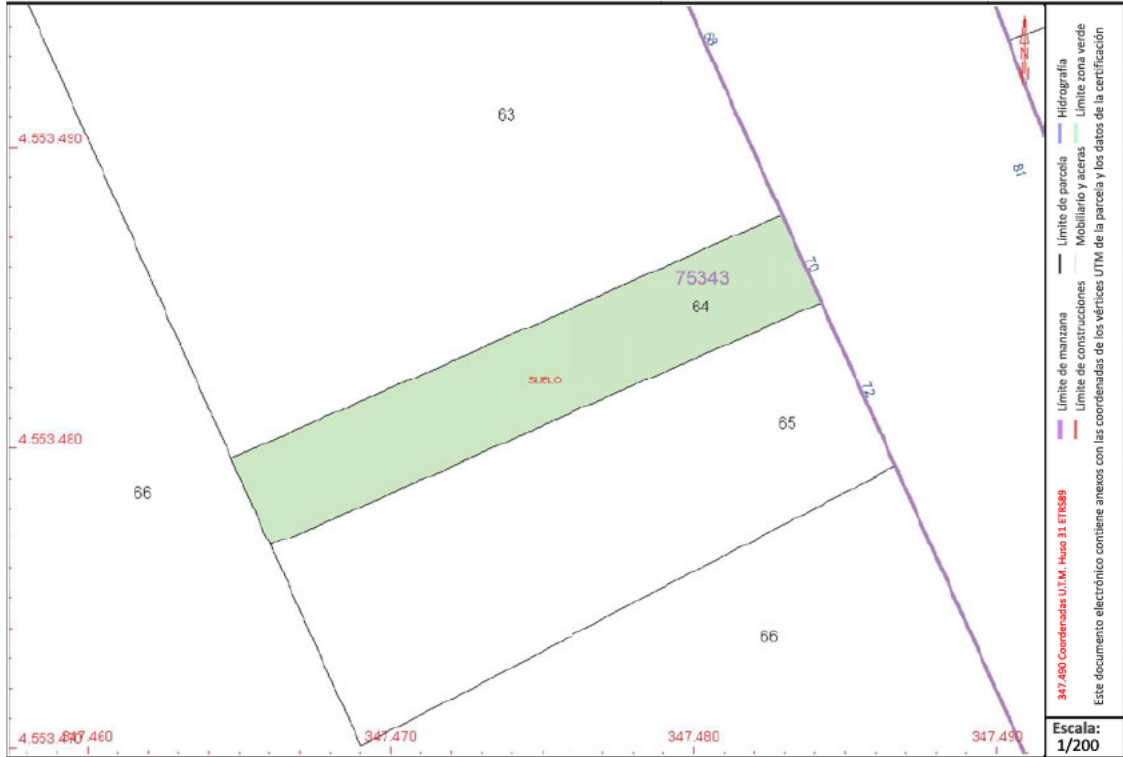 68
63
4.553.490
81
70
75343
64
SUELO
72
4.553.480
65
66
66
4.553.470
347.460
347.470
347.480
347.490
Límite de manzana
Límite de parcela
Hidrografía
Límite de construcciones
Mobiliario y aceras
Límite zona verde
347.490 Coordenadas U.T.M. Huso 31 ETRS89
Este documento electrónico contiene anexos con las coordenadas de los vértices UTM de la parcela y los datos de la certificación
Escala:
1/200